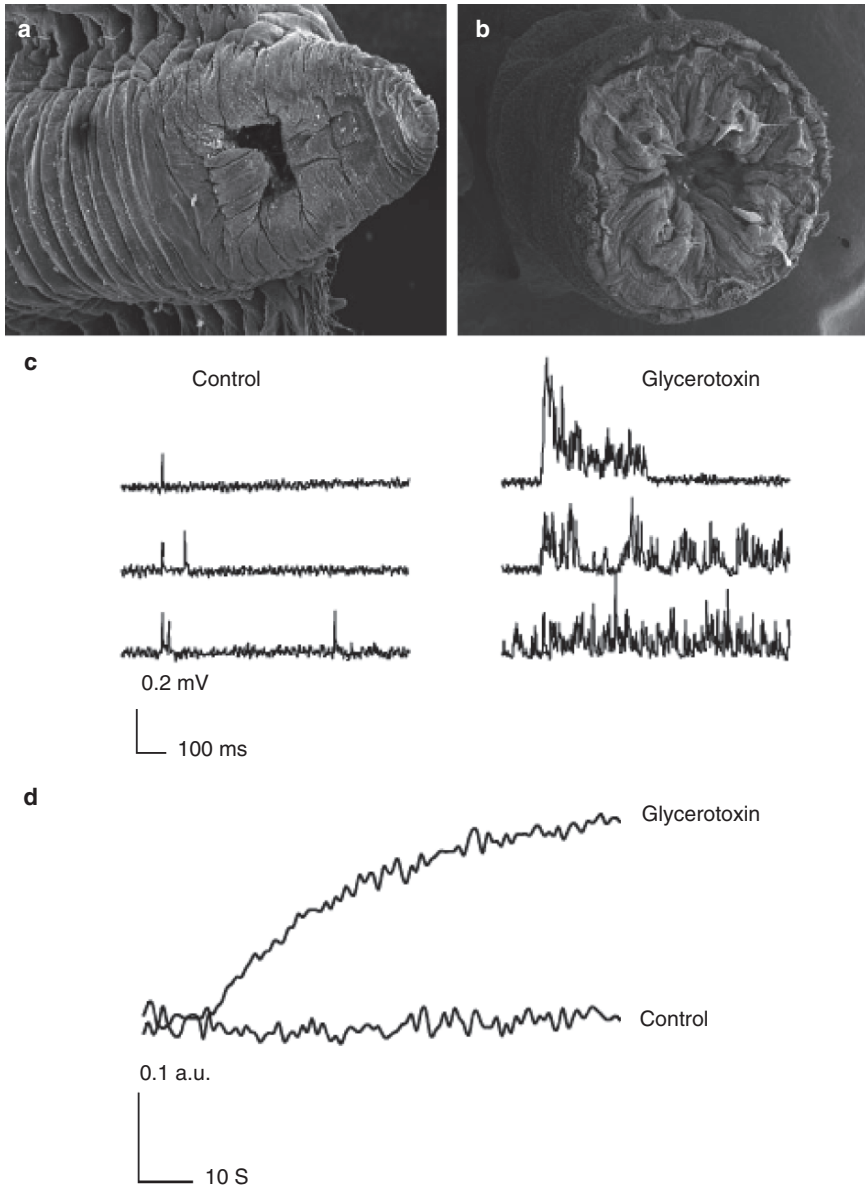 a
b
c
Control
Glycerotoxin
0.2 mV
100 ms
d
Glycerotoxin
Control
0.1 a.u.
10 S